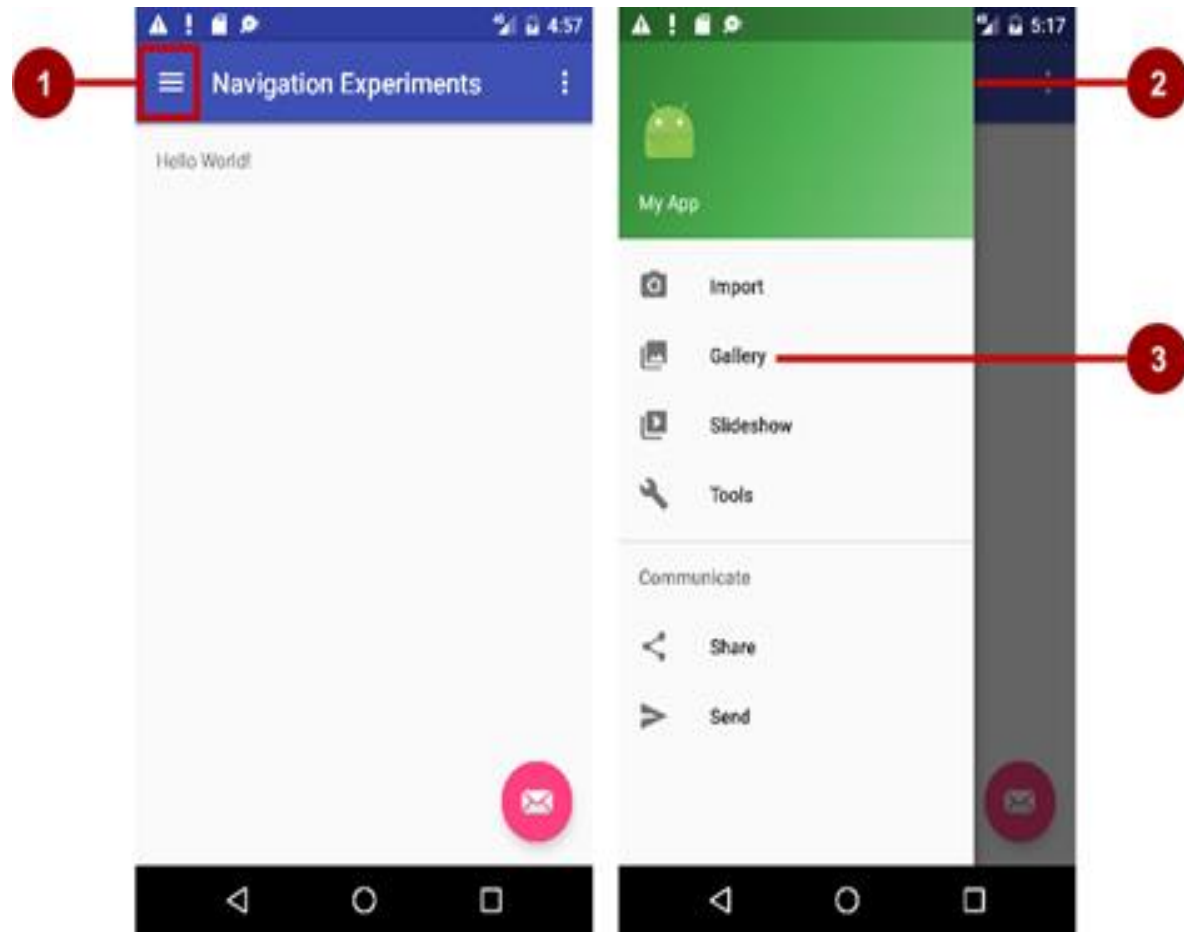 4:57
1
Navigation Experiments
Hello World!
5:17
2
My App
Import
Gallery
3
Slideshow
Tools
Communicate
Share
Send